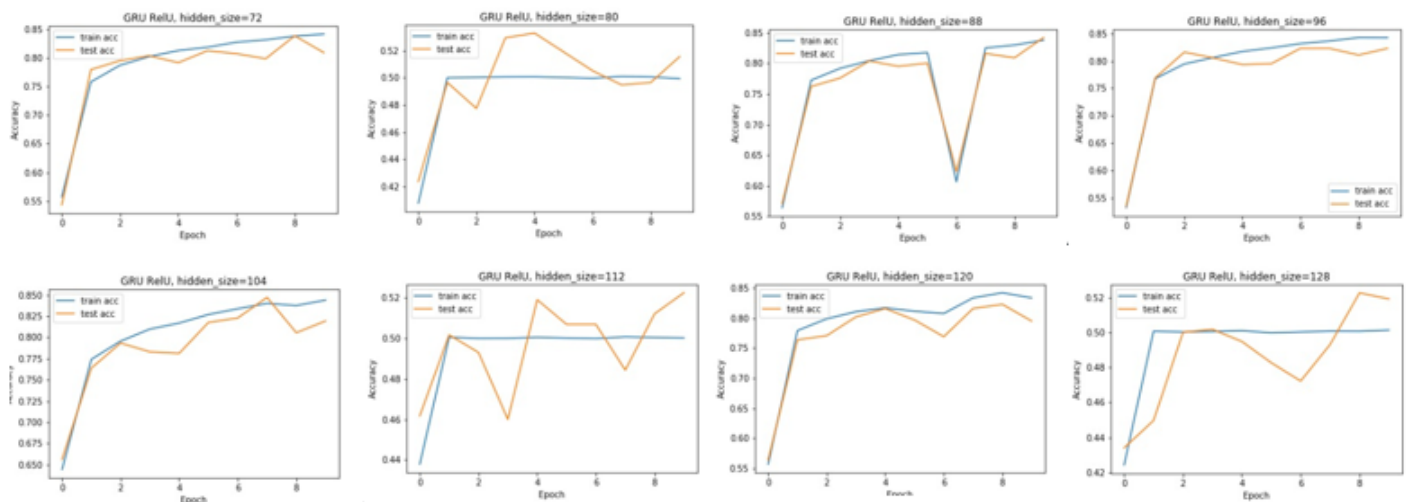 GRU RelU, hidden_size=72
train acc
test acc
0.85
0.80
0.75
0.70
0.65
0.60
0.55
Accuracy
0 2 4 6 8
Epoch
GRU RelU, hidden_size=80
train acc
test acc
0.52
0.50
0.48
0.46
0.44
0.42
Accuracy
0 2 4 6 8
Epoch
GRU RelU, hidden_size=88
train acc
test acc
0.85
0.80
0.75
0.70
0.65
0.60
0.55
Accuracy
0 2 4 6 8
Epoch
GRU RelU, hidden_size=96
0.85
0.80
0.75
0.70
0.65
0.60
0.55
train acc
test acc
Accuracy
0 2 4 6 8
Epoch
GRU RelU, hidden_size=104
train acc
test acc
0.850
0.825
0.800
0.775
0.750
0.725
0.700
0.675
0.650
0 2 4 6 8
Epoch
GRU RelU, hidden_size=112
train acc
test acc
0.52
0.50
0.48
0.46
0.44
Accuracy
0 2 4 6 8
Epoch
GRU RelU, hidden_size=120
train acc
test acc
0.85
0.80
0.75
0.70
0.65
0.60
0.55
Accuracy
0 2 4 6 8
Epoch
GRU RelU, hidden_size=128
train acc
test acc
0.52
0.50
0.48
0.46
0.44
0.42
Accuracy
0 2 4 6 8
Epoch